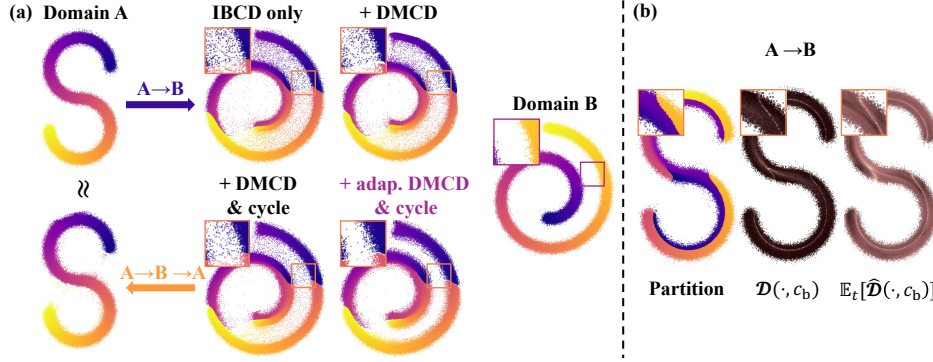 (a)
Domain A
IBCD only
+ DMCD
A→B
Domain B
≈
+ DMCD
& cycle
+ adap. DMCD
& cycle
A→B→A
(b)
A→B
Partition
𝓓(·, c_b)
𝔼_t[𝓓̂(·, c_b)]